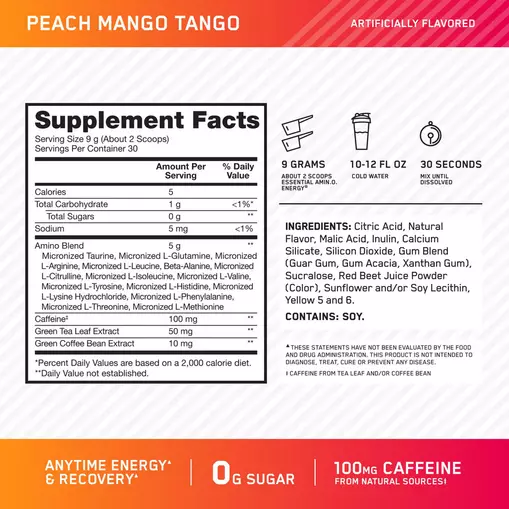 PEACH MANGO TANGO
ARTIFICIALLY FLAVORED
Supplement Facts
Serving Size 9 g (About 2 Scoops)
Servings Per Container 30
Amount Per Serving % Daily Value
Calories 5
Total Carbohydrate 1 g <1%*
Total Sugars 0 g **
Sodium 5 mg <1%
Amino Blend 5 g **
Micronized Taurine, Micronized L-Glutamine, Micronized
L-Arginine, Micronized L-Leucine, Beta-Alanine, Micronized
L-Citrulline, Micronized L-Isoleucine, Micronized L-Valine,
Micronized L-Tyrosine, Micronized L-Histidine, Micronized
L-Lysine Hydrochloride, Micronized L-Phenylalanine,
Micronized L-Threonine, Micronized L-Methionine
Caffeine‡ 100 mg **
Green Tea Leaf Extract 50 mg **
Green Coffee Bean Extract 10 mg **
*Percent Daily Values are based on a 2,000 calorie diet.
**Daily Value not established.
9 GRAMS
ABOUT 2 SCOOPS
ESSENTIAL AMIN.O.
ENERGY®
10-12 FL OZ
COLD WATER
30 SECONDS
MIX UNTIL
DISSOLVED
INGREDIENTS: Citric Acid, Natural
Flavor, Malic Acid, Inulin, Calcium
Silicate, Silicon Dioxide, Gum Blend
(Guar Gum, Gum Acacia, Xanthan Gum),
Sucralose, Red Beet Juice Powder
(Color), Sunflower and/or Soy Lecithin,
Yellow 5 and 6.
CONTAINS: SOY.
▲ THESE STATEMENTS HAVE NOT BEEN EVALUATED BY THE FOOD
AND DRUG ADMINISTRATION. THIS PRODUCT IS NOT INTENDED TO
DIAGNOSE, TREAT, CURE OR PREVENT ANY DISEASE.
‡ CAFFEINE FROM TEA LEAF AND/OR COFFEE BEAN
ANYTIME ENERGY▲
& RECOVERY▲
0G SUGAR
100MG CAFFEINE
FROM NATURAL SOURCES‡